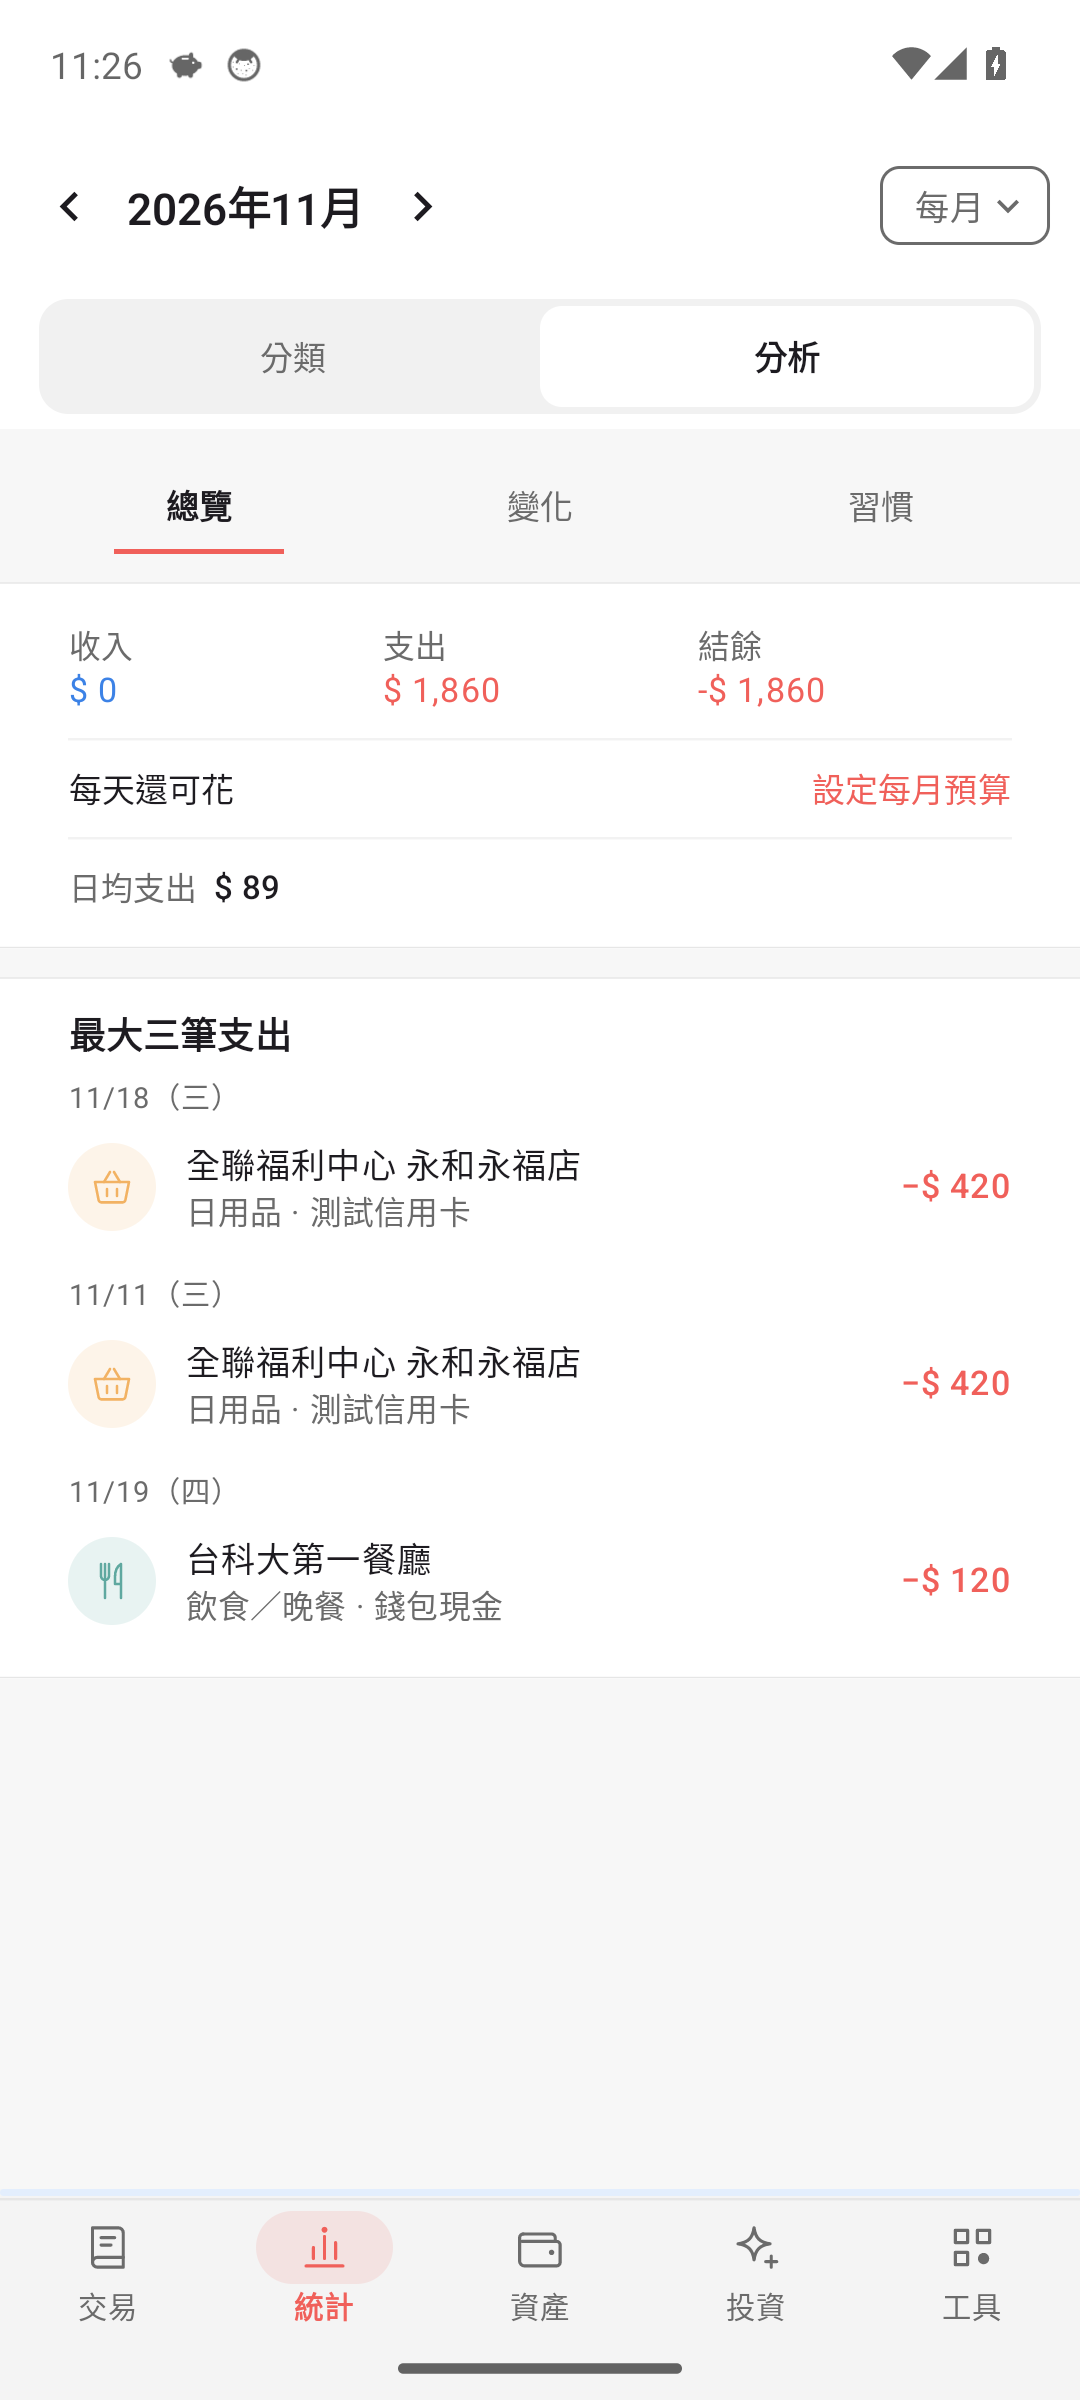 11:26
2026年11月
每月
分類
分析
總覽
變化
習慣
收入
支出
結餘
$ 0
$ 1,860
-$ 1,860
每天還可花
設定每月預算
日均支出 $ 89
最大三筆支出
11/18（三）
全聯福利中心 永和永福店
日用品 · 測試信用卡
−$ 420
11/11（三）
全聯福利中心 永和永福店
日用品 · 測試信用卡
−$ 420
11/19（四）
台科大第一餐廳
飲食／晚餐 · 錢包現金
−$ 120
交易
統計
資產
投資
工具